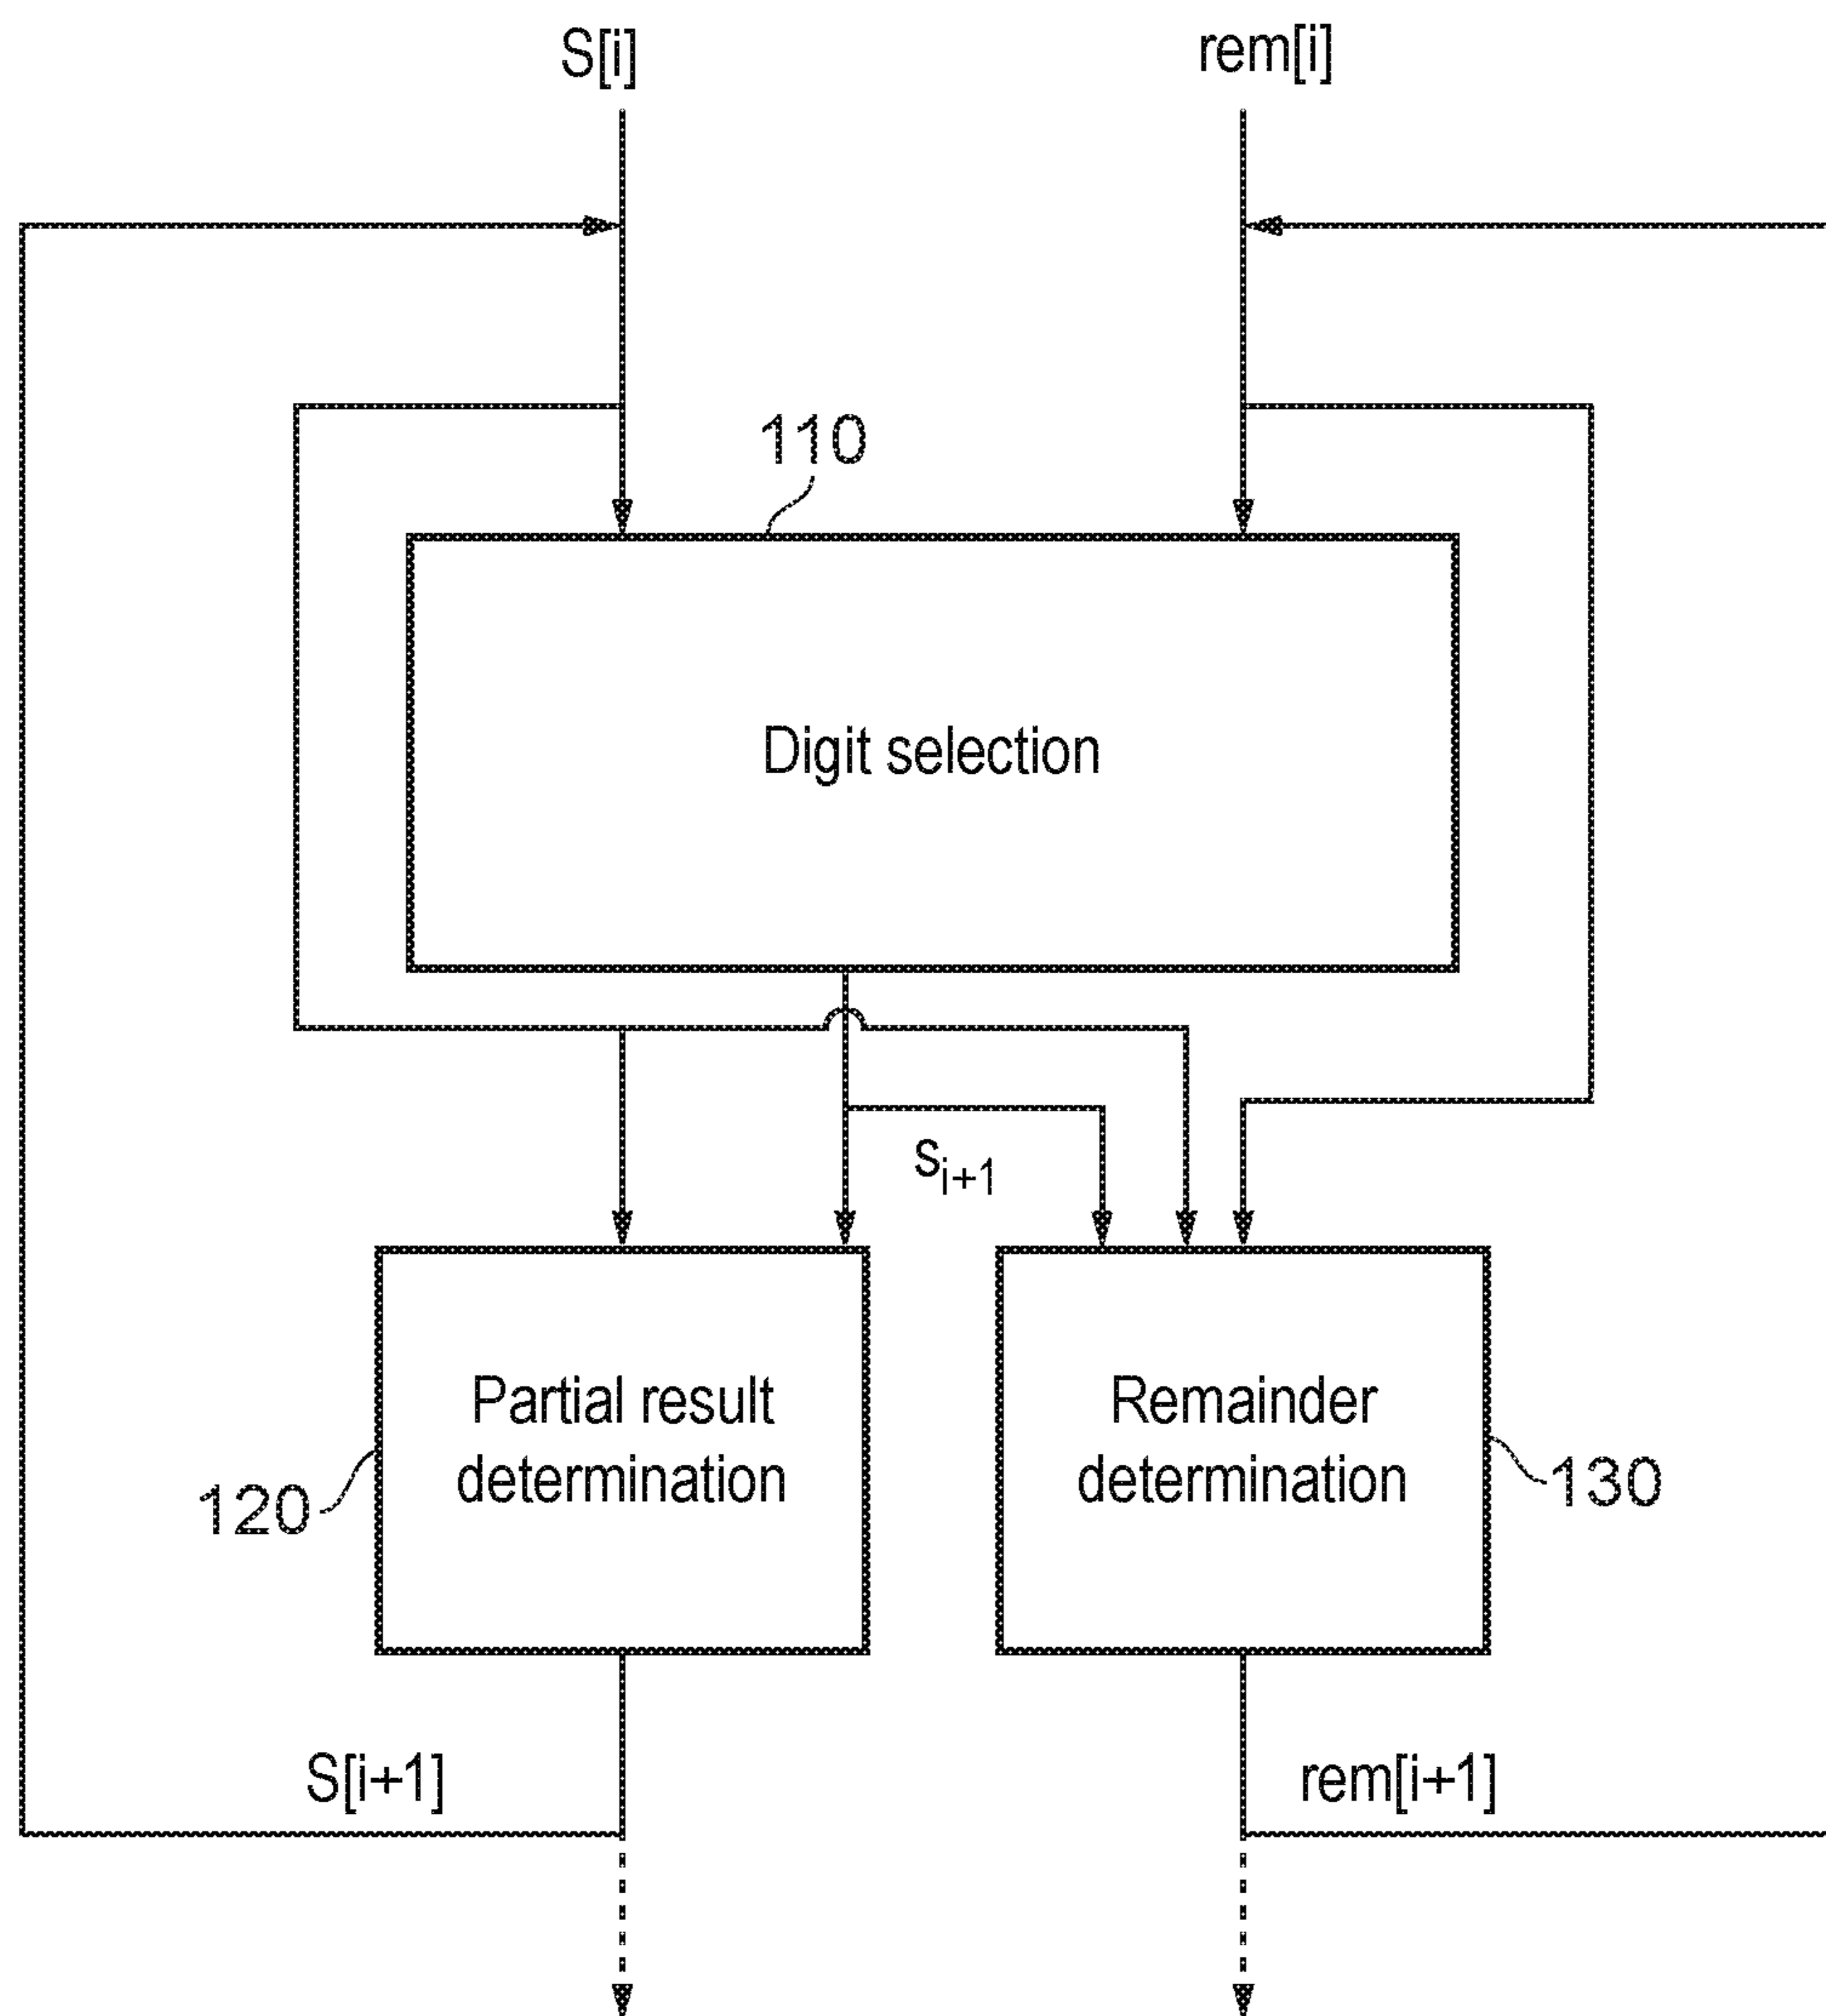 S[i]
rem[i]
110
Digit selection
s_{i+1}
Partial result
determination
Remainder
determination
120
130
S[i+1]
rem[i+1]